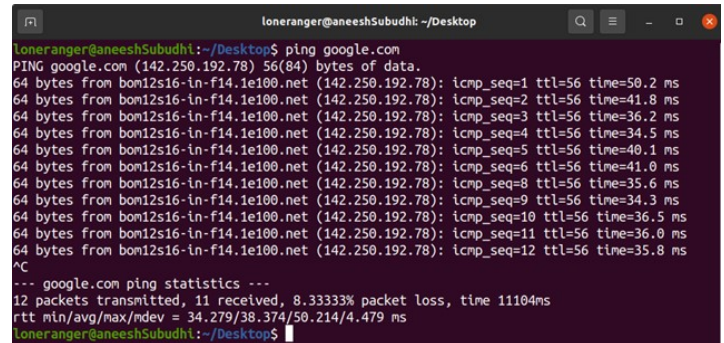 loneranger@aneeshSubudhi: ~/Desktop
loneranger@aneeshSubudhi:~/Desktop$ ping google.com
PING google.com (142.250.192.78) 56(84) bytes of data.
64 bytes from bom12s16-in-f14.1e100.net (142.250.192.78): icmp_seq=1 ttl=56 time=50.2 ms
64 bytes from bom12s16-in-f14.1e100.net (142.250.192.78): icmp_seq=2 ttl=56 time=41.8 ms
64 bytes from bom12s16-in-f14.1e100.net (142.250.192.78): icmp_seq=3 ttl=56 time=36.2 ms
64 bytes from bom12s16-in-f14.1e100.net (142.250.192.78): icmp_seq=4 ttl=56 time=34.5 ms
64 bytes from bom12s16-in-f14.1e100.net (142.250.192.78): icmp_seq=5 ttl=56 time=40.1 ms
64 bytes from bom12s16-in-f14.1e100.net (142.250.192.78): icmp_seq=6 ttl=56 time=41.0 ms
64 bytes from bom12s16-in-f14.1e100.net (142.250.192.78): icmp_seq=8 ttl=56 time=35.6 ms
64 bytes from bom12s16-in-f14.1e100.net (142.250.192.78): icmp_seq=9 ttl=56 time=34.3 ms
64 bytes from bom12s16-in-f14.1e100.net (142.250.192.78): icmp_seq=10 ttl=56 time=36.5 ms
64 bytes from bom12s16-in-f14.1e100.net (142.250.192.78): icmp_seq=11 ttl=56 time=36.0 ms
64 bytes from bom12s16-in-f14.1e100.net (142.250.192.78): icmp_seq=12 ttl=56 time=35.8 ms
^C
--- google.com ping statistics ---
12 packets transmitted, 11 received, 8.33333% packet loss, time 11104ms
rtt min/avg/max/mdev = 34.279/38.374/50.214/4.479 ms
loneranger@aneeshSubudhi:~/Desktop$